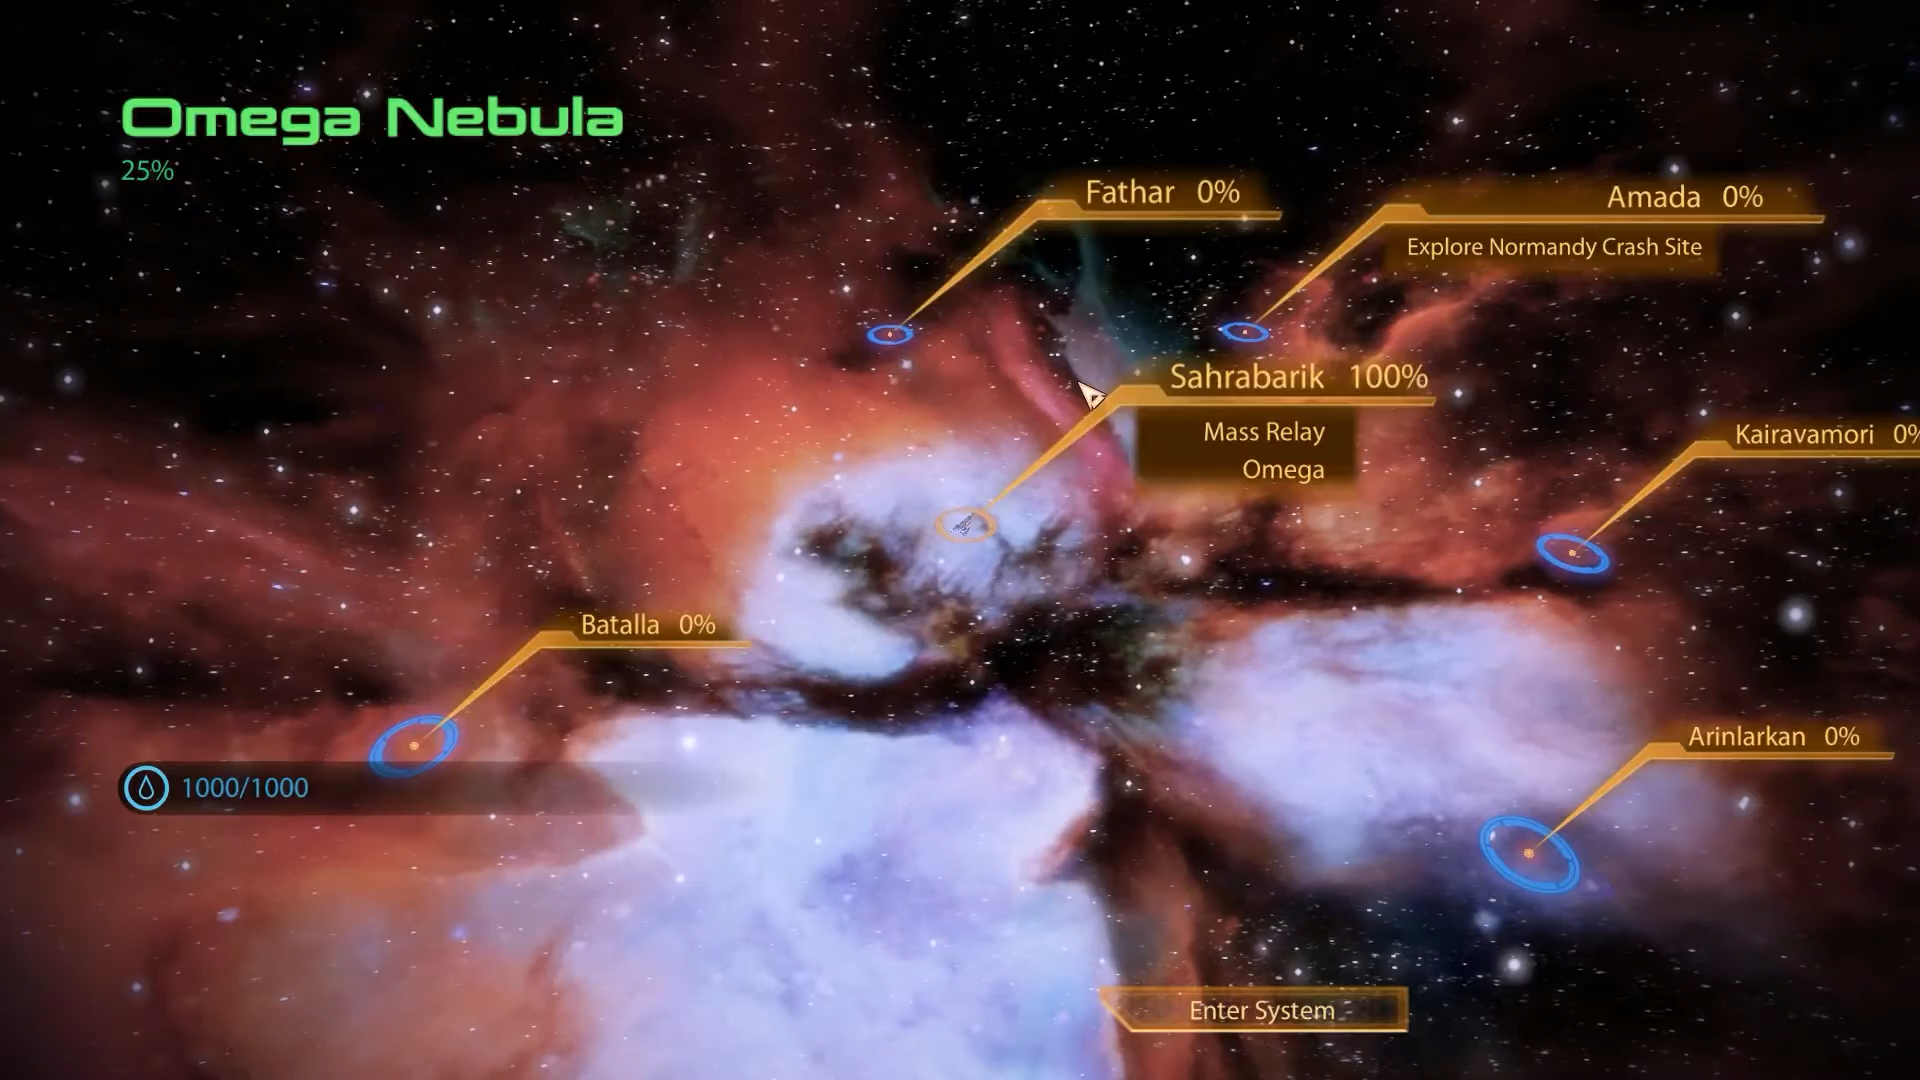 Omega Nebula
25%
Fathar 0%
Amada 0%
Explore Normandy Crash Site
Sahrabarik 100%
Mass Relay
Omega
Kairavamori 0%
Batalla 0%
Arinlarkan 0%
1000/1000
Enter System